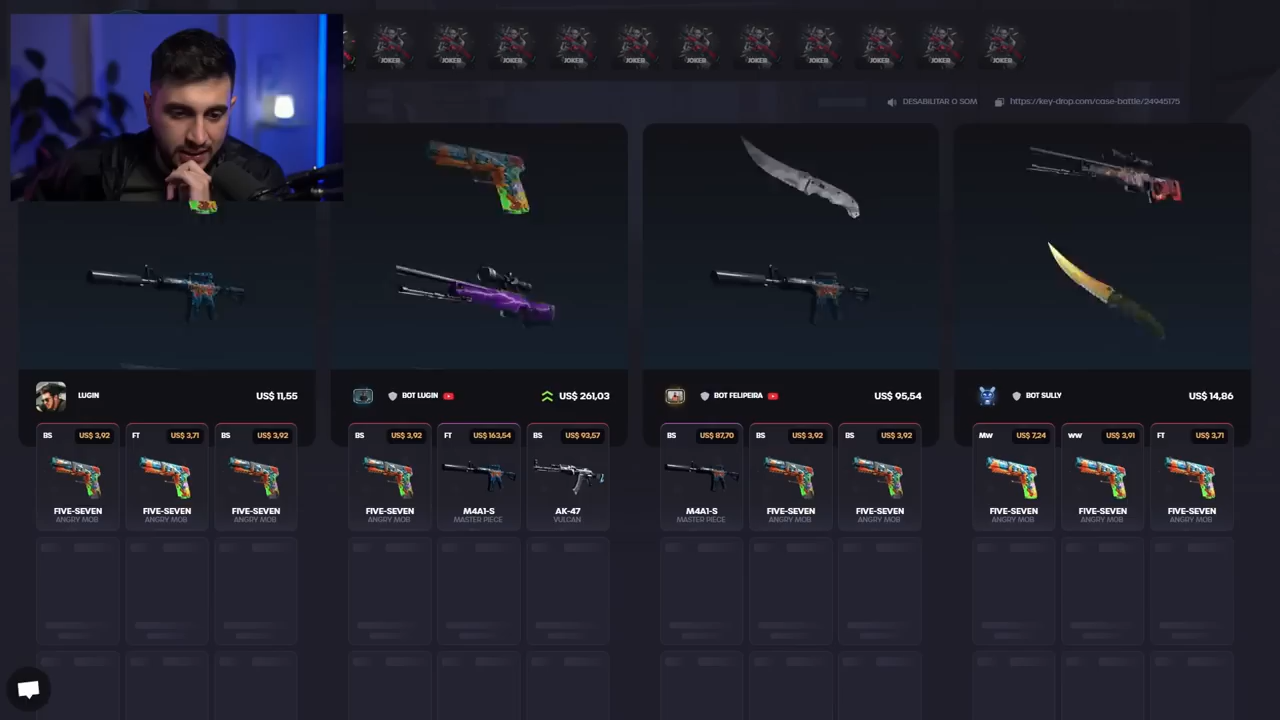 JOKER JOKER JOKER JOKER JOKER JOKER JOKER JOKER JOKER JOKER JOKER
DESABILITAR O SOM https://key-drop.com/case-battle/24945175
LUGIN US$ 11,55
BOT LUGIN US$ 261,03
BOT FELIPEIRA US$ 95,54
BOT SULLY US$ 14,86
BS US$ 3,92 FT US$ 3,71 BS US$ 3,92
FIVE-SEVEN FIVE-SEVEN FIVE-SEVEN
ANGRY MOB ANGRY MOB ANGRY MOB
BS US$ 3,92 FT US$ 163,54 BS US$ 93,57
FIVE-SEVEN M4A1-S AK-47
ANGRY MOB MASTER PIECE VULCAN
BS US$ 87,70 BS US$ 3,92 BS US$ 3,92
M4A1-S FIVE-SEVEN FIVE-SEVEN
MASTER PIECE ANGRY MOB ANGRY MOB
MW US$ 7,24 WW US$ 3,91 FT US$ 3,71
FIVE-SEVEN FIVE-SEVEN FIVE-SEVEN
ANGRY MOB ANGRY MOB ANGRY MOB